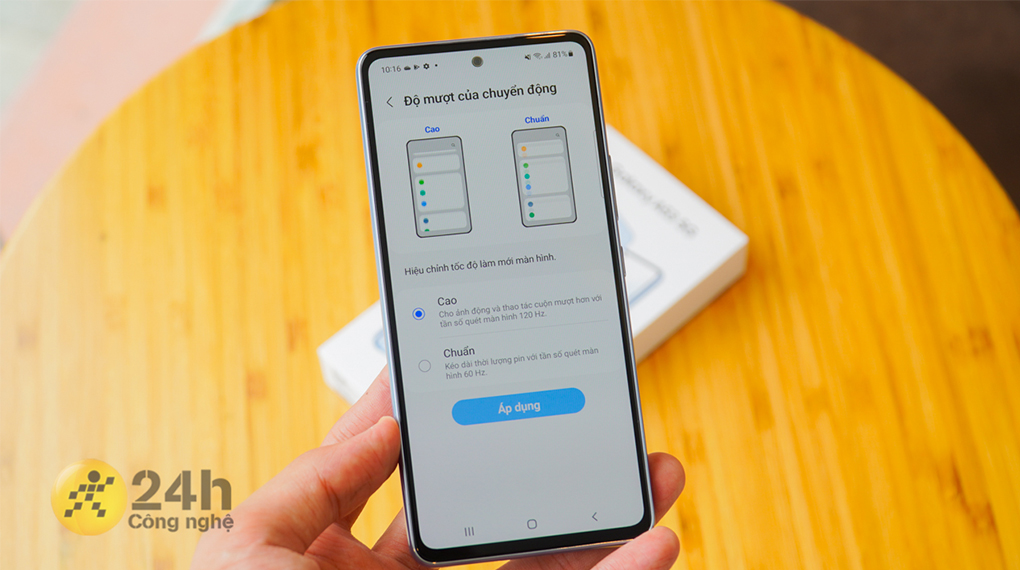 10:16
81%
Độ mượt của chuyển động
Cao
Chuẩn
Hiệu chỉnh tốc độ làm mới màn hình.
Cao
Cho ảnh động và thao tác cuộn mượt hơn với
tần số quét màn hình 120 Hz.
Chuẩn
Kéo dài thời lượng pin với tần số quét màn
hình 60 Hz.
Áp dụng
24h
Công nghệ